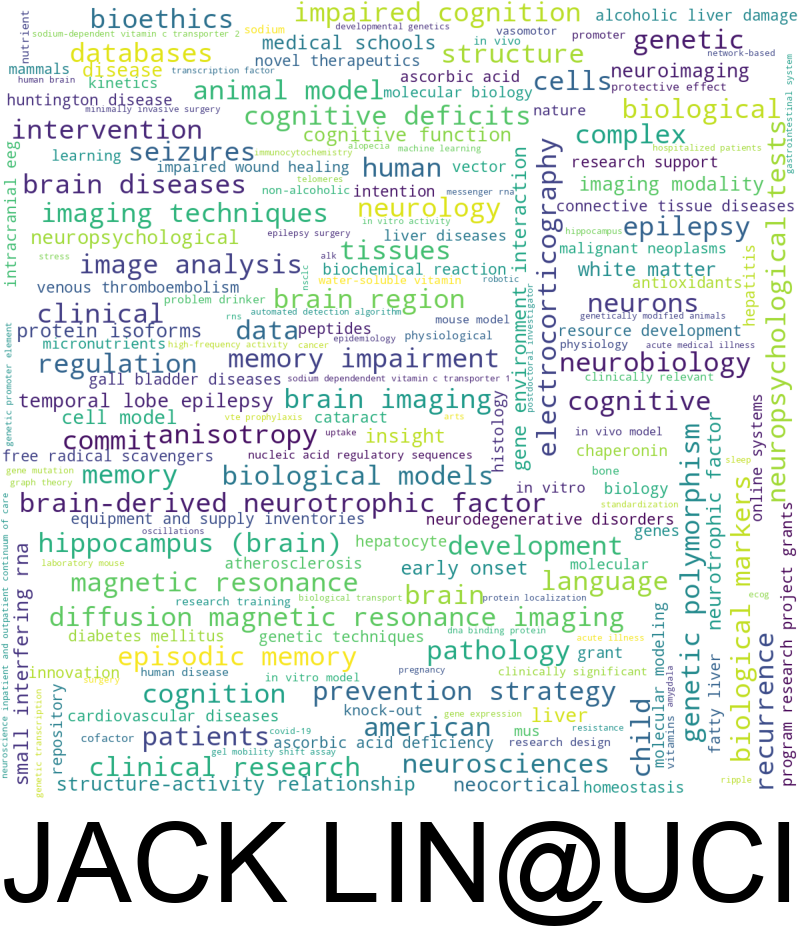 nutrient
bioethics
impaired cognition
developmental genetics
alcoholic liver damage
sodium-dependent vitamin c transporter 2
sodium
vasomotor
promoter
genetic
databases
medical schools
in vivo
structure
network-based
novel therapeutics
mammals
disease
transcription factor
neuroimaging
human brain
kinetics
ascorbic acid
cells
protective effect
gastrointestinal system
huntington disease
animal model
molecular biology
minimally invasive surgery
cognitive deficits
nature
biological
intervention
cognitive function
complex
alopecia
machine learning
hospitalized patients
learning
seizures
immunocytochemistry
impaired wound healing
human
vector
research support
intracranial eeg
brain diseases
telomeres
non-alcoholic
intention
messenger rna
imaging modality
imaging techniques
neurology
in vitro activity
connective tissue diseases
neuropsychological
epilepsy surgery
liver diseases
hippocampus
epilepsy
neuropsychological tests
stress
image analysis
alk
tissues
malignant neoplasms
nsclc
biochemical reaction
robotic
white matter
hepatitis
venous thromboembolism
water-soluble vitamin
antioxidants
problem drinker
brain region
neurons
clinical
rns
automated detection algorithm
mouse model
genetically modified animals
protein isoforms
data
peptides
epidemiology
physiological
resource development
micronutrients
high-frequency activity
cancer
physiology
acute medical illness
genetic promoter element
regulation
memory impairment
neurobiology
gall bladder diseases
sodium dependendent vitamin c transporter 1
clinically relevant
gene environment interaction
postdoctoral investigator
electrocorticography
temporal lobe epilepsy
brain imaging
cognitive
cell model
vte prophylaxis
cataract
arts
commit
anisotropy
uptake
insight
histology
in vivo model
free radical scavengers
nucleic acid regulatory sequences
chaperonin
online systems
gene mutation
memory
biological models
bone
sleep
graph theory
in vitro
biology
brain-derived neurotrophic factor
standardization
equipment and supply inventories
neurodegenerative disorders
oscillations
genes
genetic polymorphism
neurotrophic factor
biological markers
neuroscience inpatient and outpatient continuum of care
hippocampus (brain)
hepatocyte
development
small interfering rna
laboratory mouse
atherosclerosis
early onset
molecular
magnetic resonance
language
research training
biological transport
brain
protein localization
ecog
program research project grants
diffusion magnetic resonance imaging
diabetes mellitus
genetic techniques
dna binding protein
acute illness
episodic memory
pathology
grant
molecular modeling
innovation
surgery
human disease
in vitro model
pregnancy
clinically significant
amygdala
recurrence
cognition
prevention strategy
vitamins
fatty liver
genetic transcription
repository
cardiovascular diseases
knock-out
gene expression
liver
child
cofactor
patients
covid-19
american
mus
resistance
ascorbic acid deficiency
research design
gel mobility shift assay
clinical research
neurosciences
structure-activity relationship
neocortical
homeostasis
ripple
JACK LIN@UCI